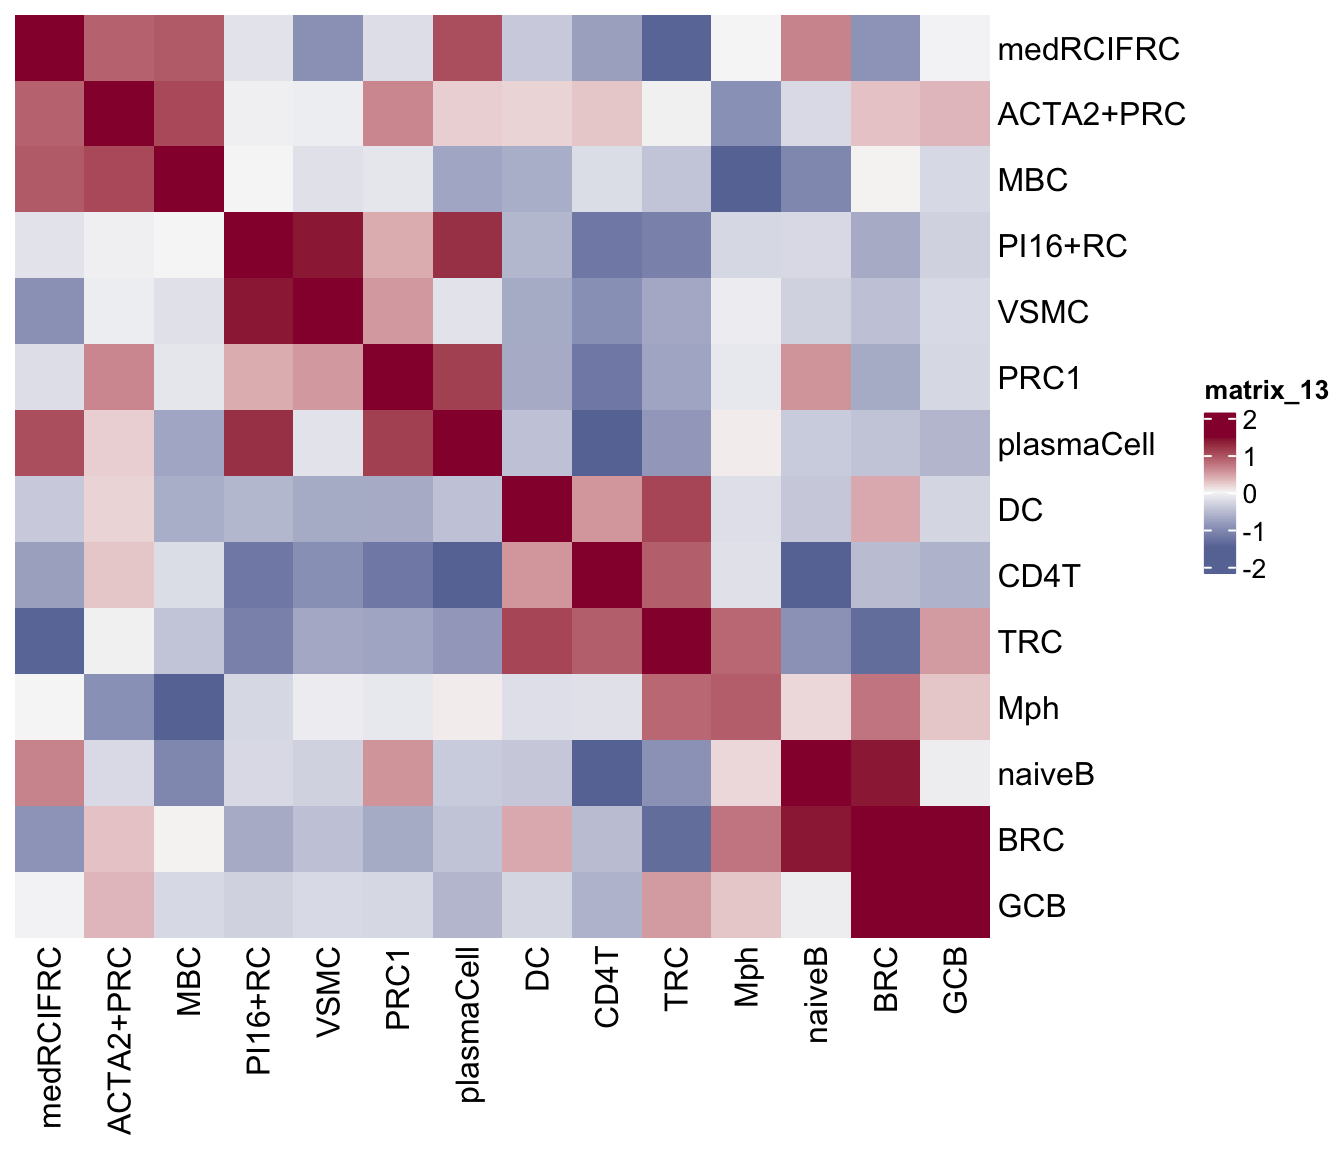 medRCIFRC
ACTA2+PRC
MBC
PI16+RC
VSMC
PRC1
plasmaCell
DC
CD4T
TRC
Mph
naiveB
BRC
GCB
matrix_13
2
1
0
-1
-2
medRCIFRC
ACTA2+PRC
MBC
PI16+RC
VSMC
PRC1
plasmaCell
DC
CD4T
TRC
Mph
naiveB
BRC
GCB